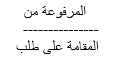 المرفوعة من
---------------
المقامة على طلب